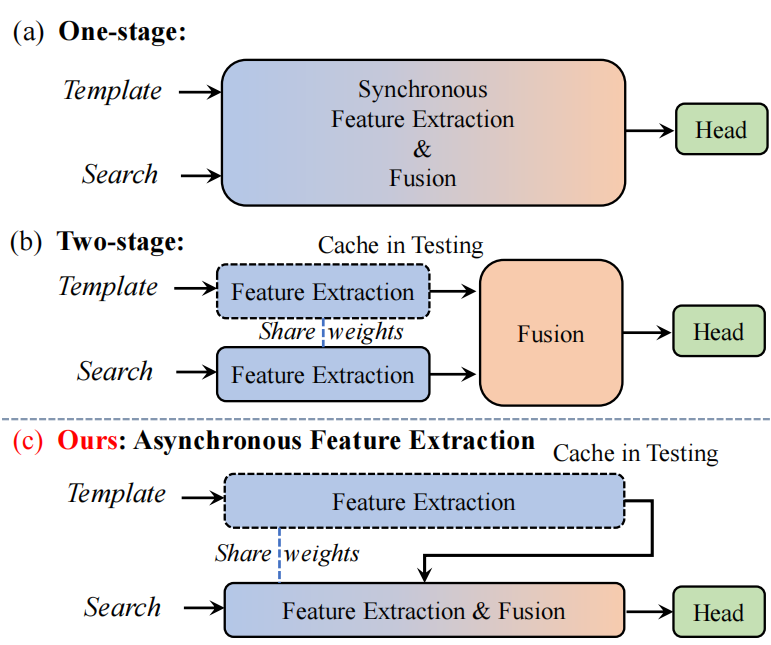 (a) One-stage:
Template
Search
Synchronous
Feature Extraction
&
Fusion
Head
(b) Two-stage:
Cache in Testing
Template
Feature Extraction
Share weights
Search
Feature Extraction
Fusion
Head
(c) Ours: Asynchronous Feature Extraction
Cache in Testing
Template
Feature Extraction
Share weights
Search
Feature Extraction & Fusion
Head